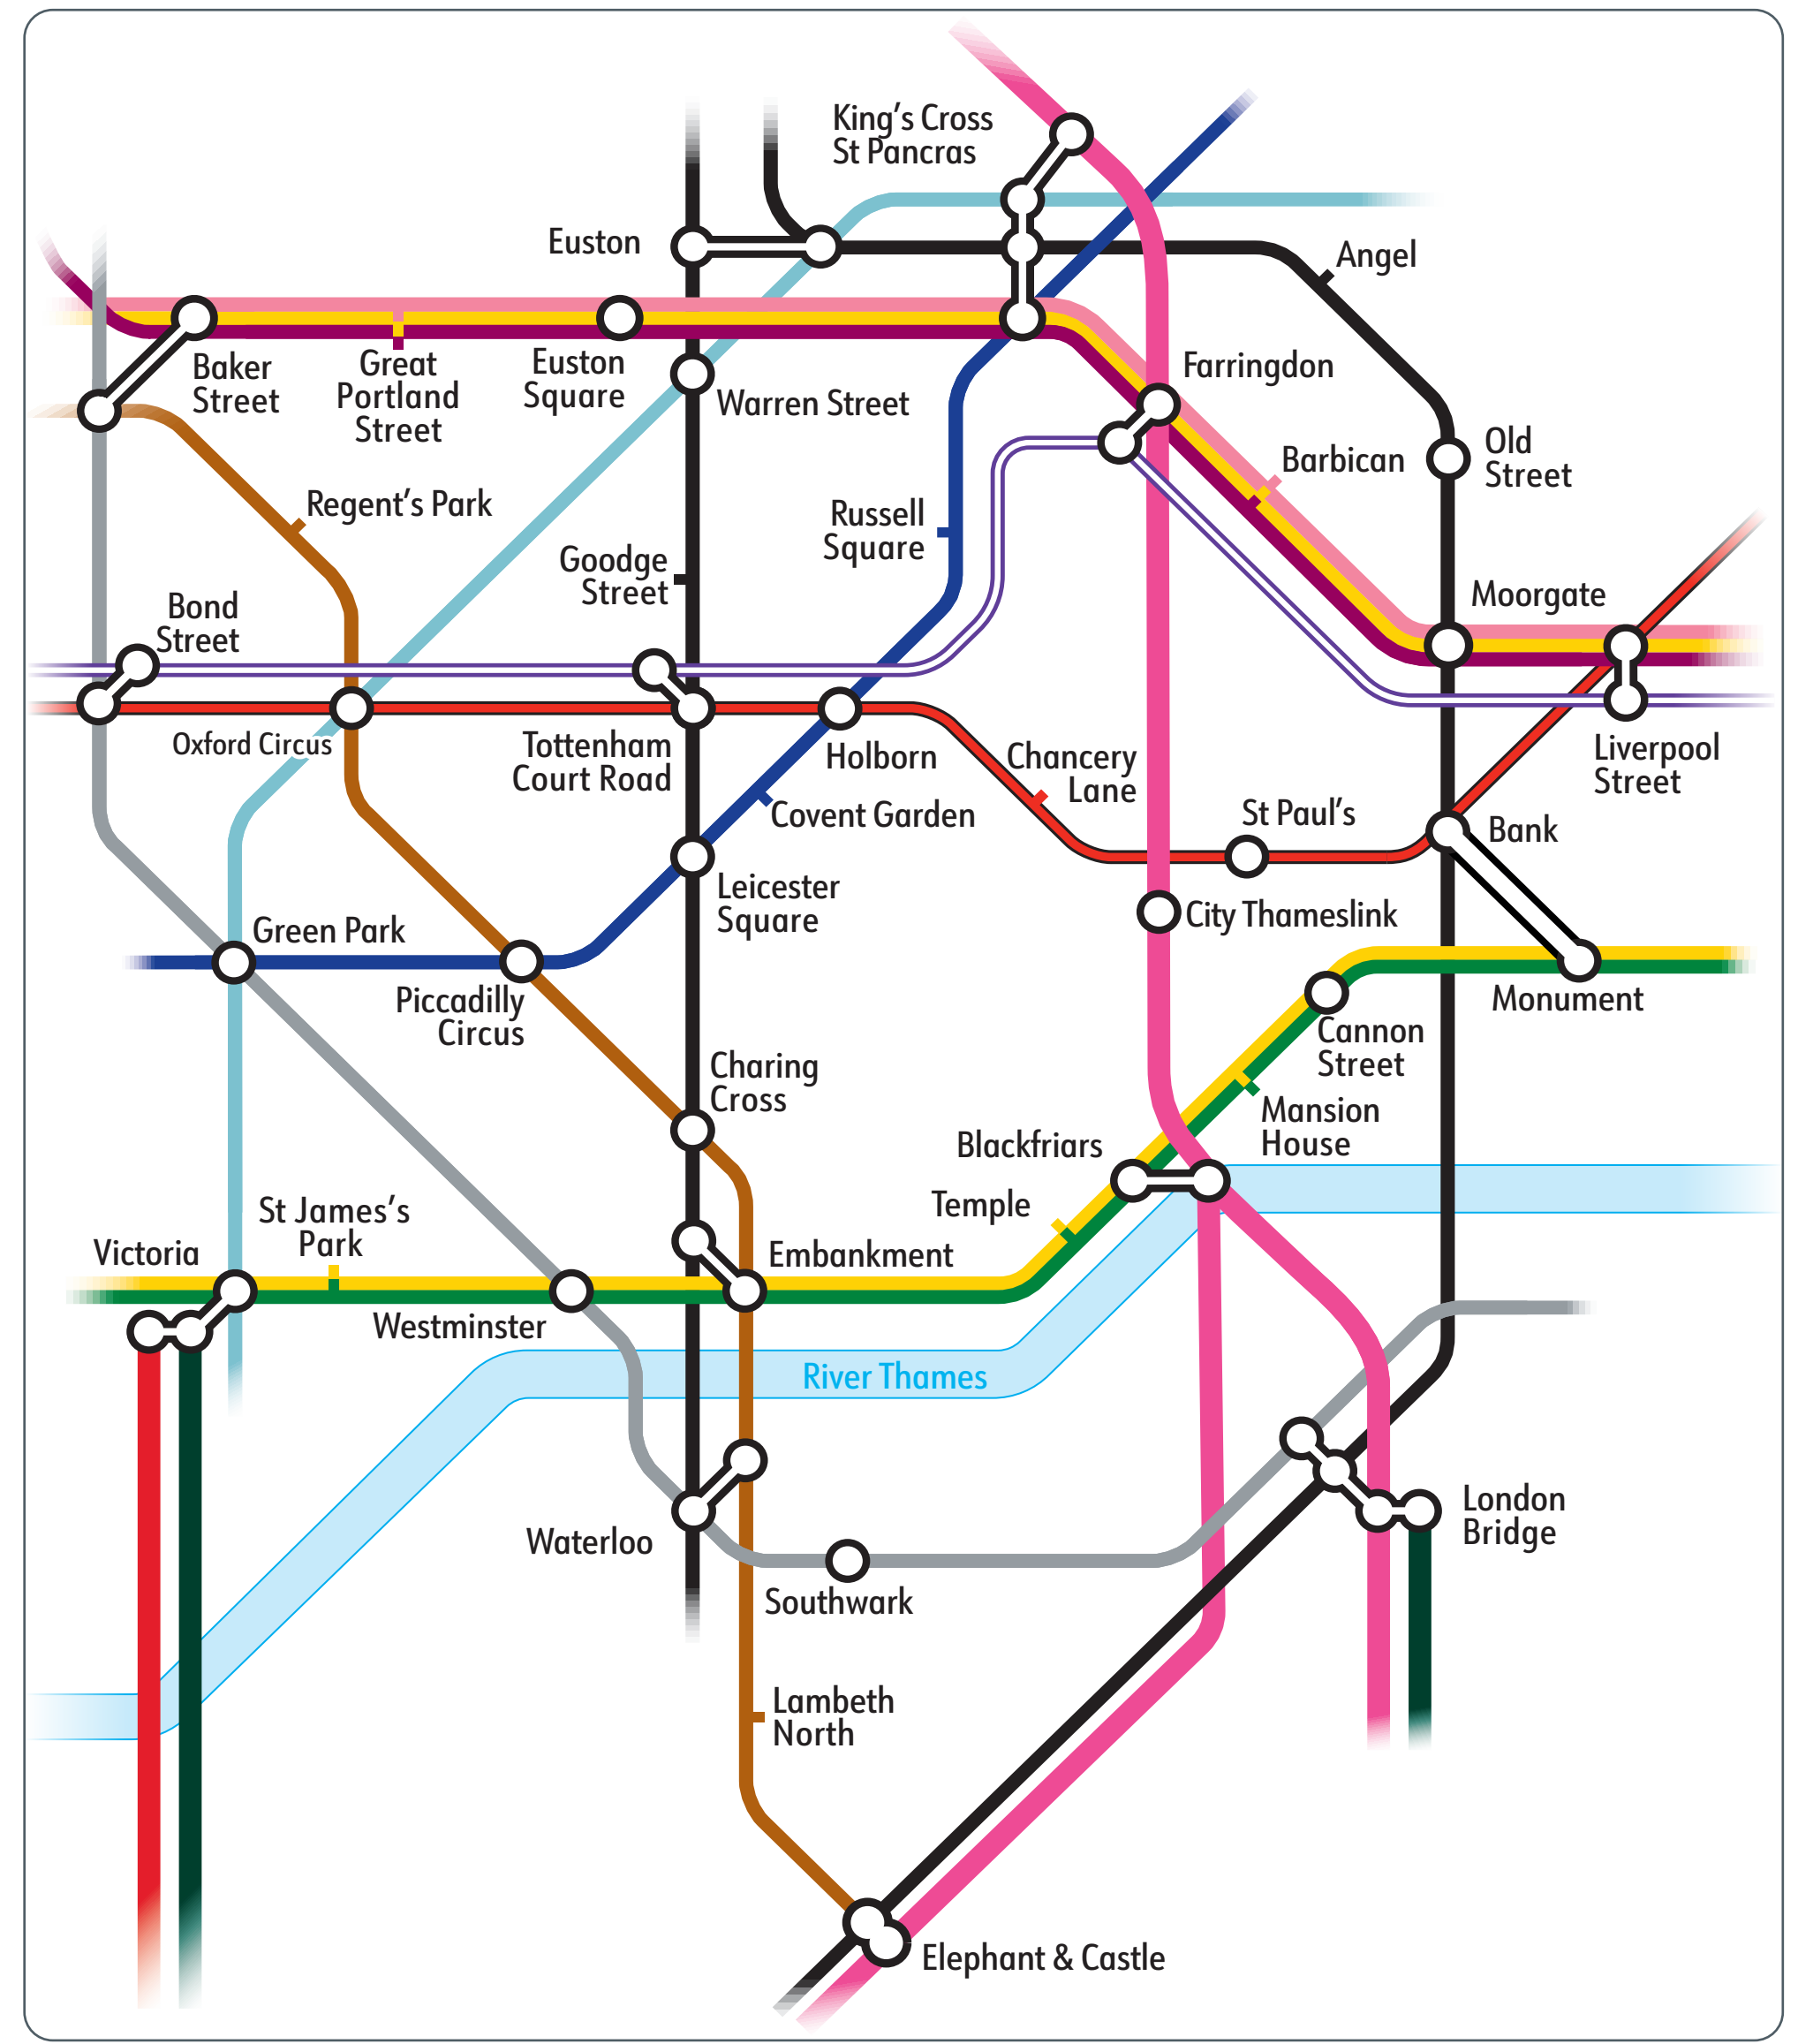 King's Cross
St Pancras
Euston
Angel
Baker
Street
Great
Portland
Street
Euston
Square
Warren Street
Farringdon
Old
Street
Barbican
Regent's Park
Russell
Square
Goodge
Street
Bond
Street
Moorgate
Oxford Circus
Tottenham
Court Road
Holborn
Chancery
Lane
Liverpool
Street
Covent Garden
St Paul's
Bank
Leicester
Square
City Thameslink
Green Park
Piccadilly
Circus
Monument
Cannon
Street
Charing
Cross
Mansion
House
Blackfriars
Temple
St James's
Park
Victoria
Embankment
Westminster
River Thames
London
Bridge
Waterloo
Southwark
Lambeth
North
Elephant & Castle